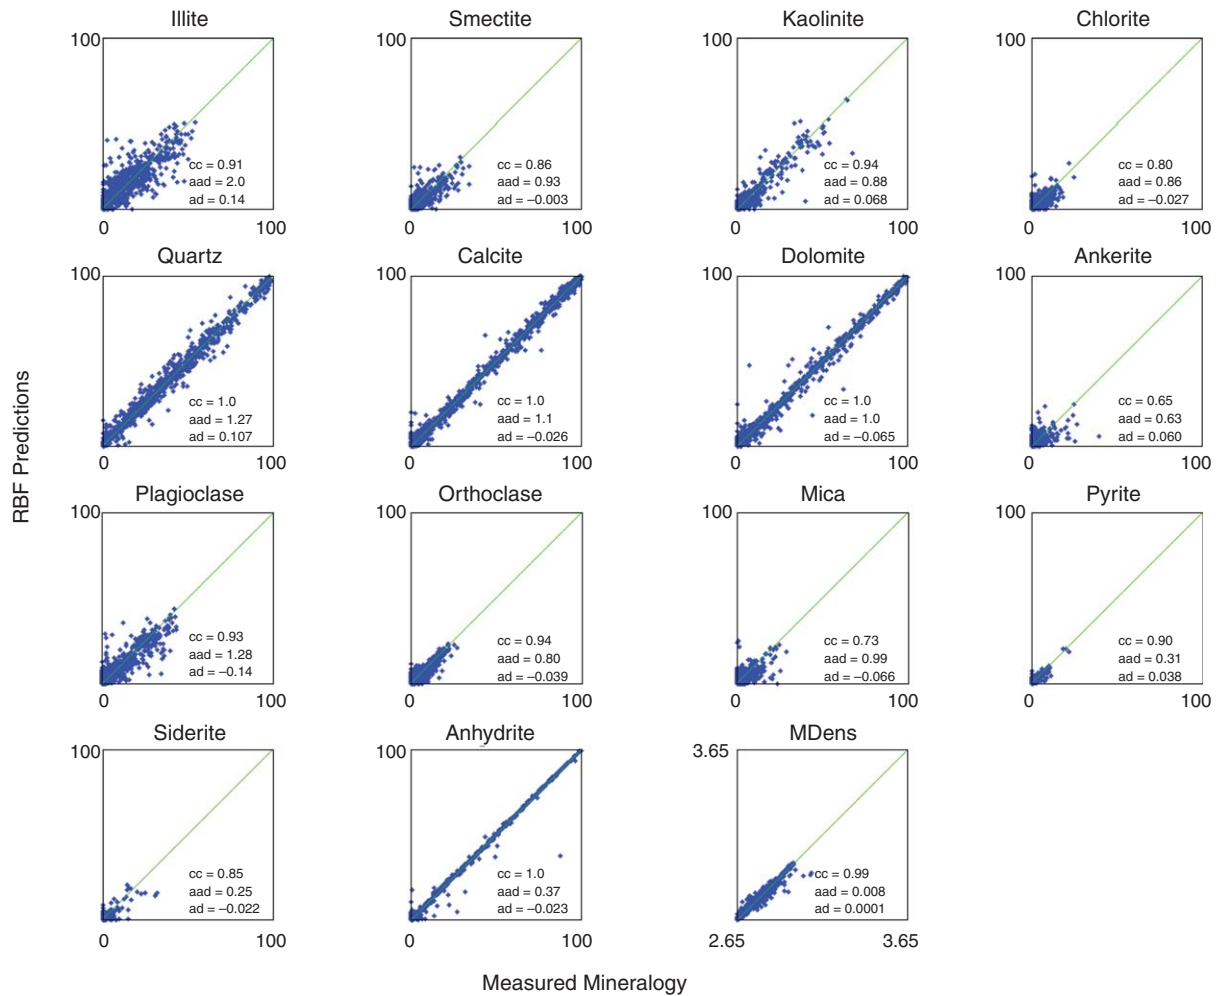 Illite
Smectite
Kaolinite
Chlorite
100
cc = 0.91
aad = 2.0
ad = 0.14
0
100
100
cc = 0.86
aad = 0.93
ad = −0.003
0
100
100
cc = 0.94
aad = 0.88
ad = 0.068
0
100
100
cc = 0.80
aad = 0.86
ad = −0.027
0
100
Quartz
Calcite
Dolomite
Ankerite
100
cc = 1.0
aad = 1.27
ad = 0.107
0
100
100
cc = 1.0
aad = 1.1
ad = −0.026
0
100
100
cc = 1.0
aad = 1.0
ad = −0.065
0
100
100
cc = 0.65
aad = 0.63
ad = 0.060
0
100
RBF Predictions
Plagioclase
Orthoclase
Mica
Pyrite
100
cc = 0.93
aad = 1.28
ad = −0.14
0
100
100
cc = 0.94
aad = 0.80
ad = −0.039
0
100
100
cc = 0.73
aad = 0.99
ad = −0.066
0
100
100
cc = 0.90
aad = 0.31
ad = 0.038
0
100
Siderite
Anhydrite
MDens
100
cc = 0.85
aad = 0.25
ad = −0.022
0
100
100
cc = 1.0
aad = 0.37
ad = −0.023
0
100
3.65
cc = 0.99
aad = 0.008
ad = 0.0001
2.65
3.65
Measured Mineralogy